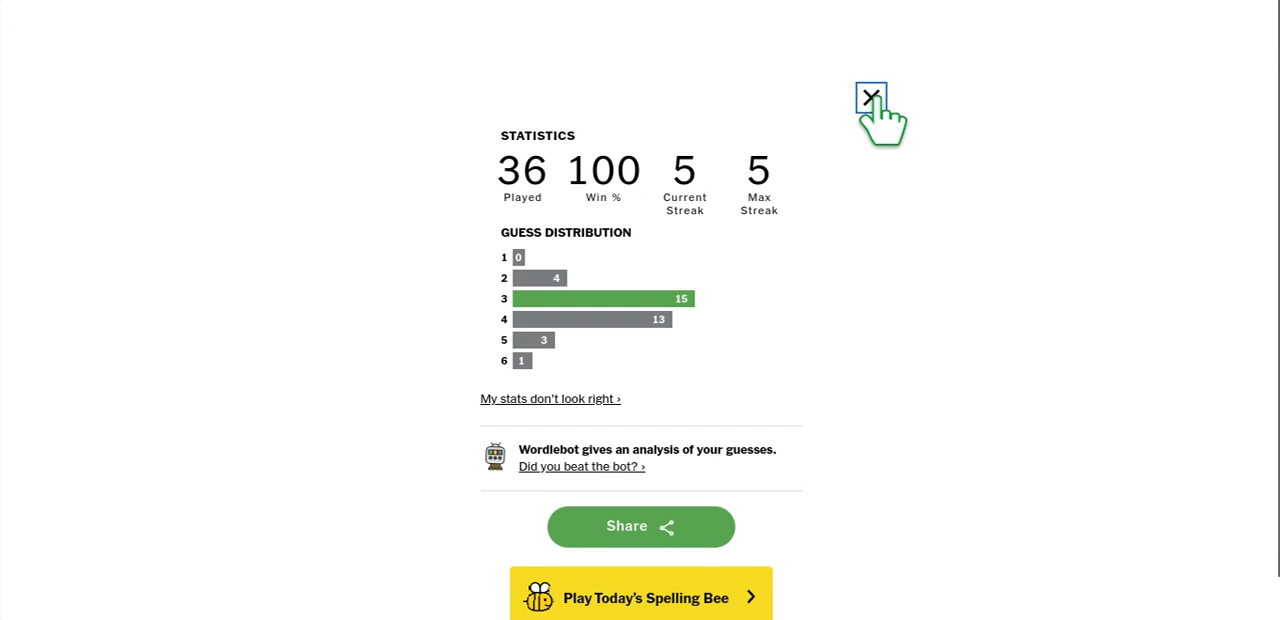 STATISTICS
36 100 5 5
Played Win % Current Streak Max Streak
GUESS DISTRIBUTION
1 0
2 4
3 15
4 13
5 3
6 1
My stats don't look right ›
Wordlebot gives an analysis of your guesses.
Did you beat the bot? ›
Share
Play Today's Spelling Bee